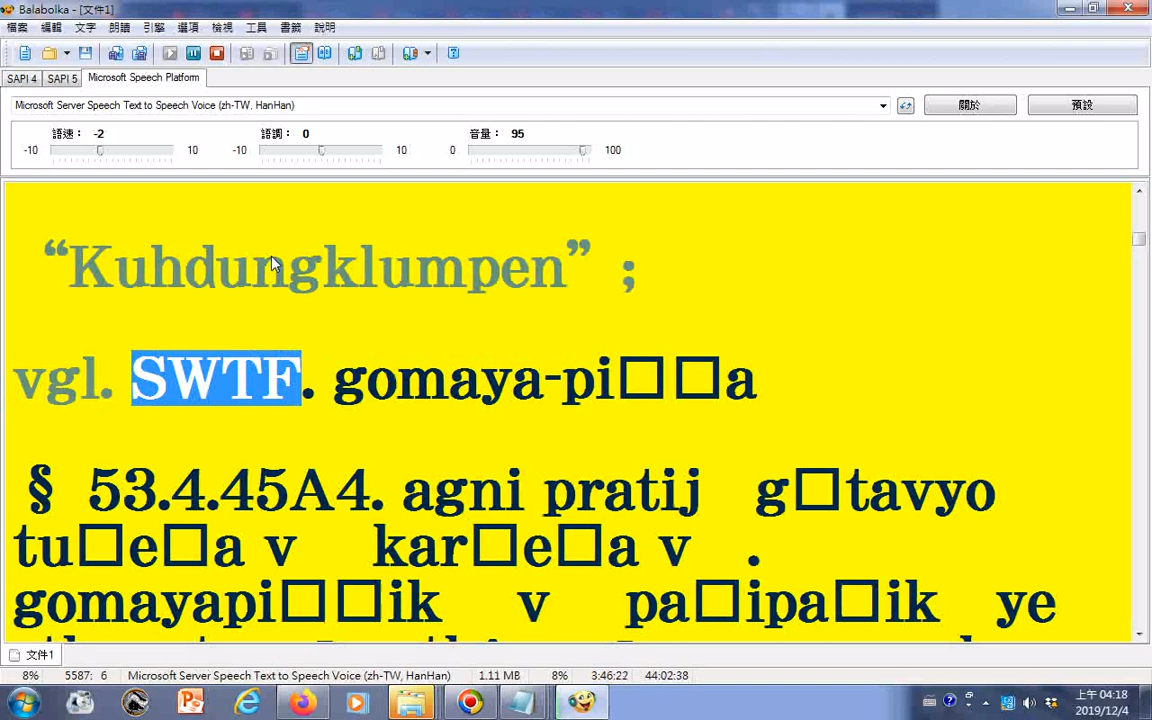 Balabolka - [文件1]
檔案 編輯 文字 朗讀 引擎 選項 檢視 工具 書籤 說明
SAPI 4 SAPI 5 Microsoft Speech Platform
Microsoft Server Speech Text to Speech Voice (zh-TW, HanHan) 關於 預設
語速： -2 語調： 0 音量： 95
-10 10 -10 10 0 100
“Kuhdungklumpen” ;
vgl. SWTF. gomaya-pi□□a
§ 53.4.45A4. agni pratij g□tavyo
tu□e□a v kar□e□a v .
gomayapi□□ik v pa□ipa□ik ye
文件1
8% 5587: 6 Microsoft Server Speech Text to Speech Voice (zh-TW, HanHan) 1.11 MB 8% 3:46:22 44:02:38
上午 04:18
2019/12/4